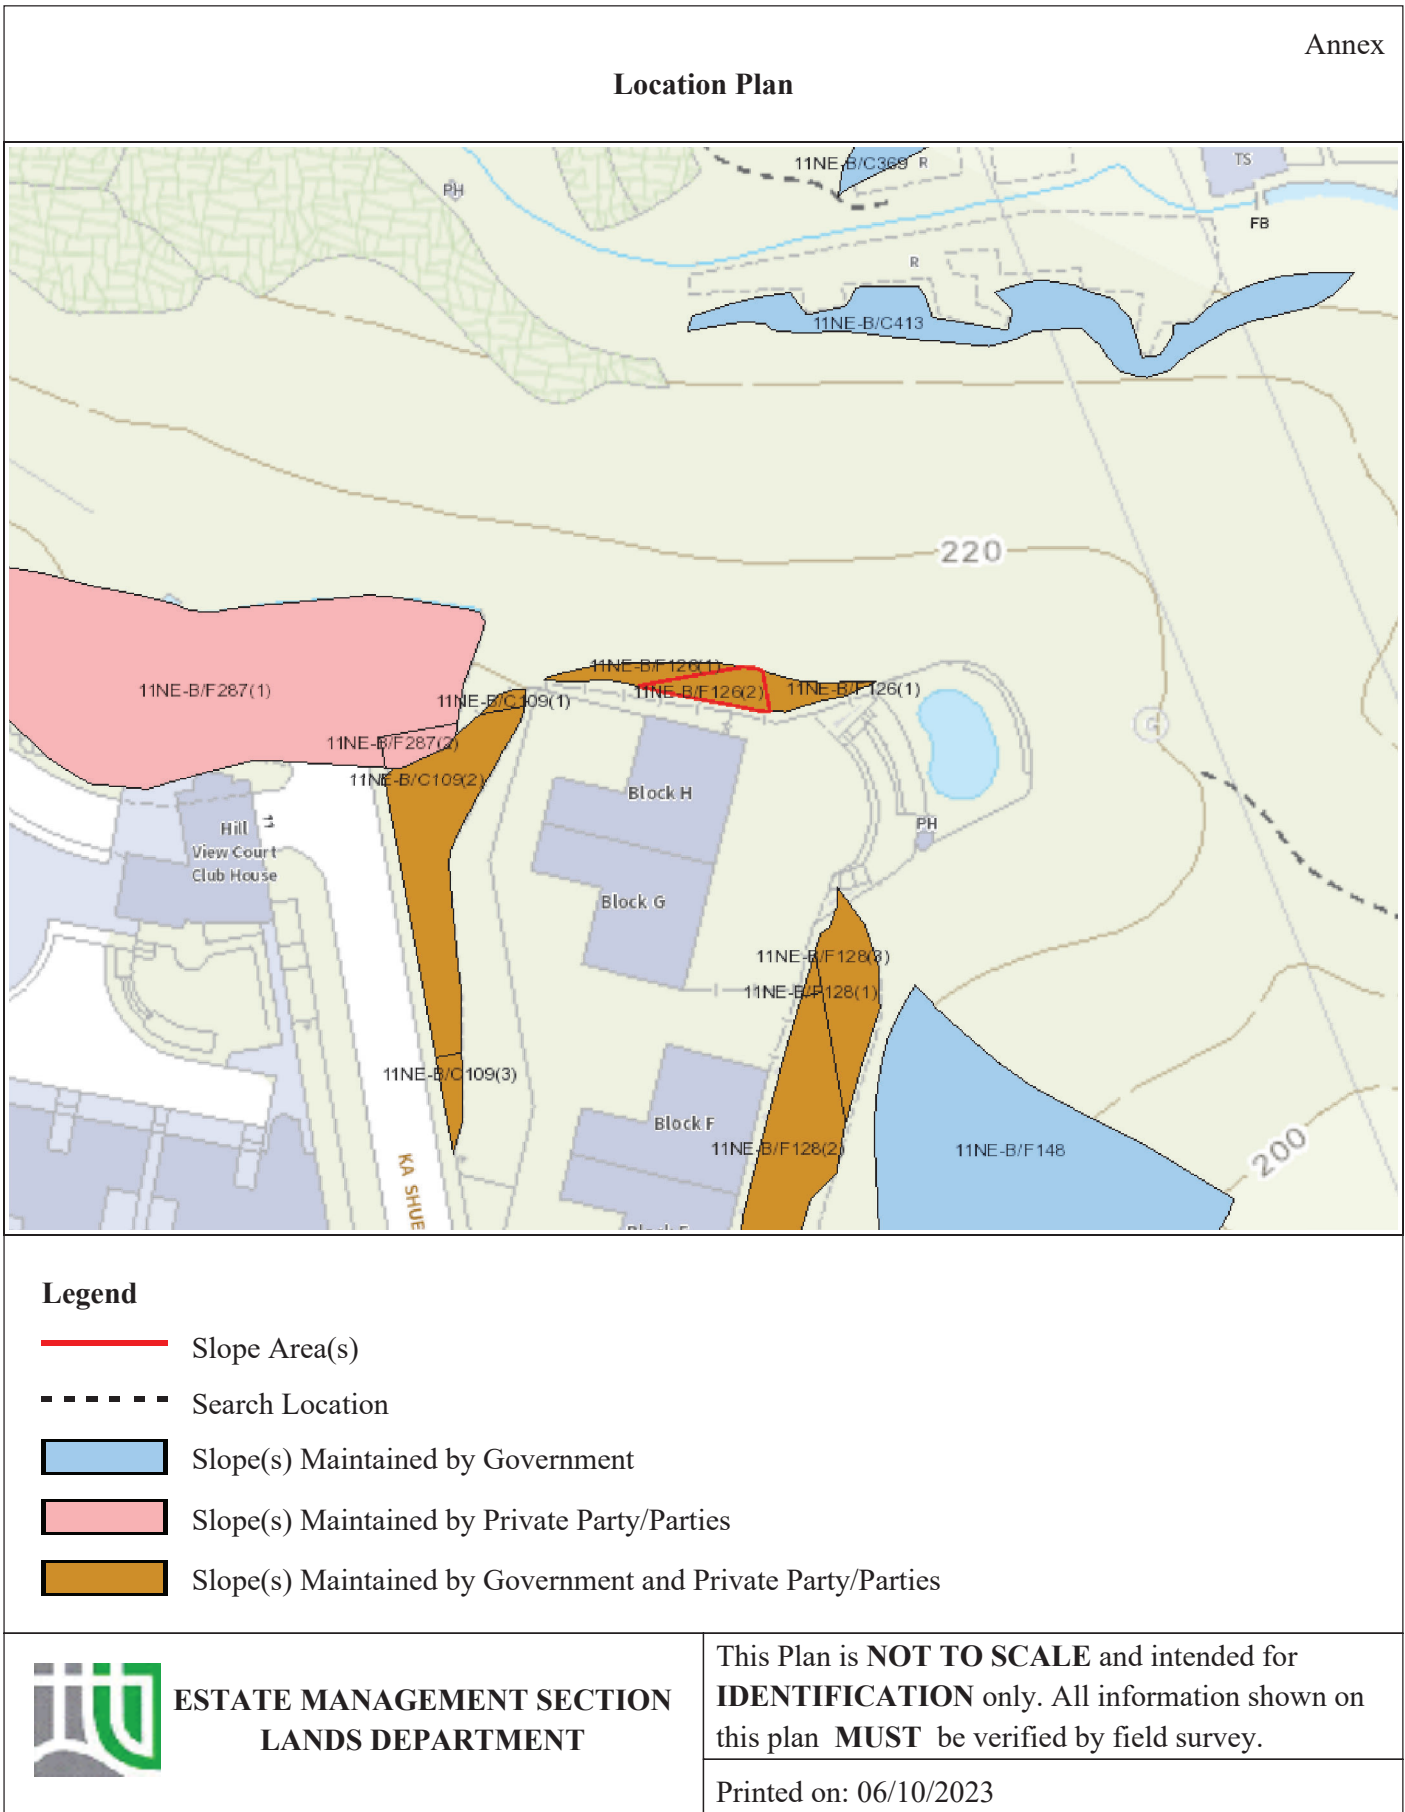 Annex
Location Plan
11NE-B/C369
R
TS
PH
FB
R
11NE-B/C413
220
11NE-B/F126(1)
11NE-B/F287(1)
11NE-B/F126(2)
11NE-B/F126(1)
11NE-B/C109(1)
G
11NE-B/F287(2)
11NE-B/C109(2)
Block H
11
Hill
View Court
Club House
PH
Block G
11NE-B/F128(3)
11NE-B/F128(1)
11NE-B/C109(3)
Block F
11NE-B/F128(2)
11NE-B/F148
200
KA SHUE
Legend
Slope Area(s)
Search Location
Slope(s) Maintained by Government
Slope(s) Maintained by Private Party/Parties
Slope(s) Maintained by Government and Private Party/Parties
ESTATE MANAGEMENT SECTION
LANDS DEPARTMENT
This Plan is NOT TO SCALE and intended for
IDENTIFICATION only. All information shown on
this plan MUST be verified by field survey.
Printed on: 06/10/2023